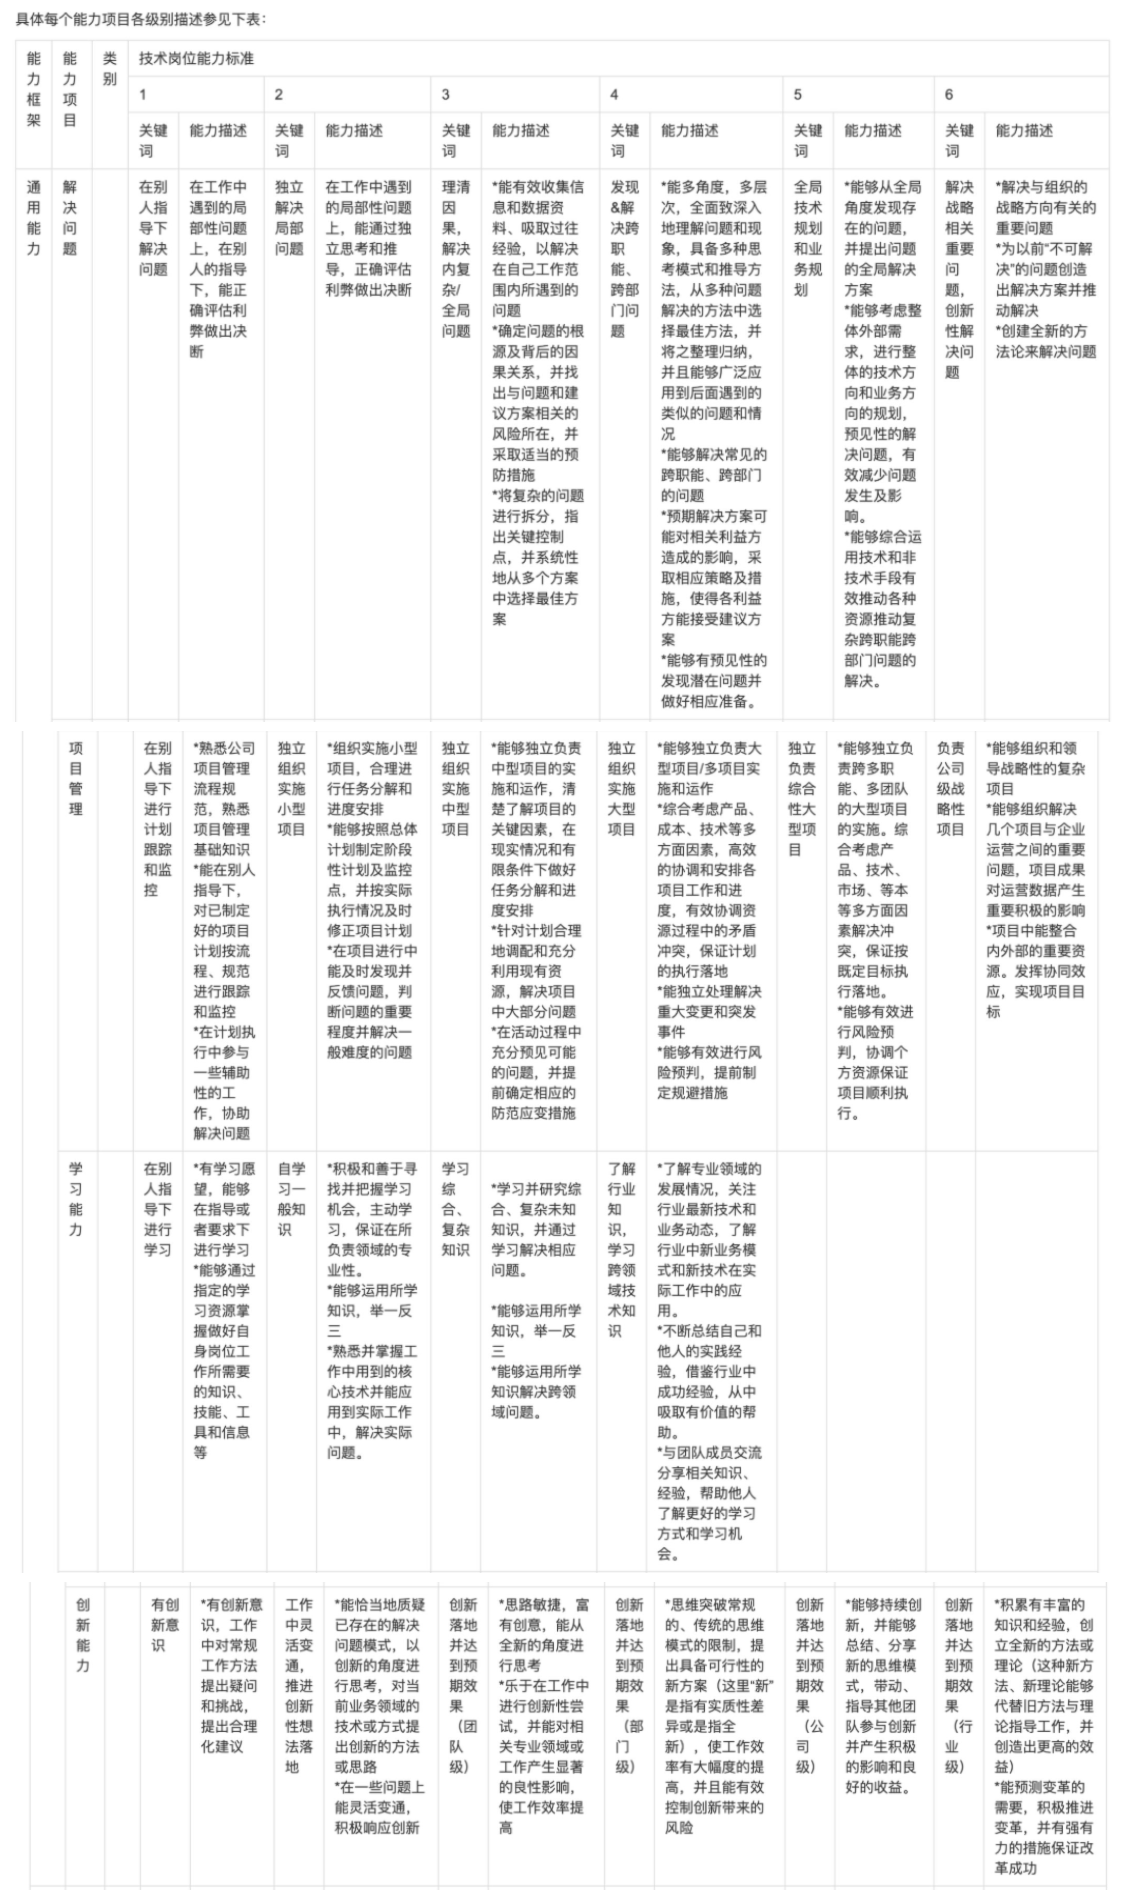 具体每个能力项目各级别描述参见下表：
能
力
框
架
能
力
项
目
类
别
技术岗位能力标准
1
2
3
4
5
6
关键
词
能力描述
关键
词
能力描述
关键
词
能力描述
关键
词
能力描述
关键
词
能力描述
关键
词
能力描述
通
用
能
力
解
决
问
题
在别
人指
导下
解决
问题
在工作中
遇到的局
部性问题
上，在别
人的指导
下，能正
确评估利
弊做出决
断
独立
解决
局部
问题
在工作中遇到
的局部性问题
上，能通过独
立思考和推
导，正确评估
利弊做出决断
理清
因
果，
解决
内复
杂/
全局
问题
*能有效收集信
息和数据资
料、吸取过往
经验，以解决
在自己工作范
围内所遇到的
问题
*确定问题的根
源及背后的因
果关系，并找
出与问题和建
议方案相关的
风险所在，并
采取适当的预
防措施
*将复杂的问题
进行拆分，指
出关键控制
点，并系统性
地从多个方案
中选择最佳方
案
发现
&解
决跨
职
能、
跨部
门问
题
*能多角度，多层
次，全面致深入
地理解问题和现
象，具备多种思
考模式和推导方
法，从多种问题
解决的方法中选
择最佳方法，并
将之整理归纳，
并且能够广泛应
用到后面遇到的
类似的问题和情
况
*能够解决常见的
跨职能、跨部门
的问题
*预期解决方案可
能对相关利益方
造成的影响，采
取相应策略及措
施，使得各利益
方能接受建议方
案
*能够有预见性的
发现潜在问题并
做好相应准备。
全局
技术
规划
和业
务规
划
*能够从全局
角度发现存
在的问题，
并提出问题
的全局解决
方案
*能够考虑整
体外部需
求，进行整
体的技术方
向和业务方
向的规划，
预见性的解
决问题，有
效减少问题
发生及影
响。
*能够综合运
用技术和非
技术手段有
效推动各种
资源推动复
杂跨职能跨
部门问题的
解决。
解决
战略
相关
重要
问
题，
创新
性解
决问
题
*解决与组织的
战略方向有关的
重要问题
*为以前“不可解
决”的问题创造
出解决方案并推
动解决
*创建全新的方
法论来解决问题
项
目
管
理
在别
人指
导下
进行
计划
跟踪
和监
控
*熟悉公司
项目管理
流程规
范，熟悉
项目管理
基础知识
*能在别人
指导下，
对已制定
好的项目
计划按流
程、规范
进行跟踪
和监控
*在计划执
行中参与
一些辅助
性的工
作，协助
解决问题
独立
组织
实施
小型
项目
*组织实施小型
项目，合理进
行任务分解和
进度安排
*能够按照总体
计划制定阶段
性计划及监控
点，并按实际
执行情况及时
修正项目计划
*在项目进行中
能及时发现并
反馈问题，判
断问题的重要
程度并解决一
般难度的问题
独立
组织
实施
中型
项目
*能够独立负责
中型项目的实
施和运作，清
楚了解项目的
关键因素，在
现实情况和有
限条件下做好
任务分解和进
度安排
*针对计划合理
地调配和充分
利用现有资
源，解决项目
中大部分问题
*在活动过程中
充分预见可能
的问题，并提
前确定相应的
防范应变措施
独立
组织
实施
大型
项目
*能够独立负责大
型项目/多项目实
施和运作
*综合考虑产品、
成本、技术等多
方面因素，高效
的协调和安排各
项目工作和进
度，有效协调资
源过程中的矛盾
冲突，保证计划
的执行落地
*能独立处理解决
重大变更和突发
事件
*能够有效进行风
险预判，提前制
定规避措施
独立
负责
综合
性大
型项
目
*能够独立负
责跨多职
能、多团队
的大型项目
的实施。综
合考虑产
品、技术、
市场、等本
等多方面因
素解决冲
突，保证按
既定目标执
行落地。
*能够有效进
行风险预
判，协调个
方资源保证
项目顺利执
行。
负责
公司
级战
略性
项目
*能够组织和领
导战略性的复杂
项目
*能够组织解决
几个项目与企业
运营之间的重要
问题，项目成果
对运营数据产生
重要积极的影响
*项目中能整合
内外部的重要资
源。发挥协同效
应，实现项目目
标
学
习
能
力
在别
人指
导下
进行
学习
*有学习愿
望，能够
在指导或
者要求下
进行学习
*能够通过
指定的学
习资源掌
握做好自
身岗位工
作所需要
的知识、
技能、工
具和信息
等
自学
习一
般知
识
*积极和善于寻
找并把握学习
机会，主动学
习，保证在所
负责领域的专
业性。
*能够运用所学
知识，举一反
三
*熟悉并掌握工
作中用到的核
心技术并能应
用到实际工作
中，解决实际
问题。
学习
综
合、
复杂
知识
*学习并研究综
合、复杂未知
知识，并通过
学习解决相应
问题。
*能够运用所学
知识，举一反
三
*能够运用所学
知识解决跨领
域问题。
了解
行业
知
识，
学习
跨领
域技
术知
识
*了解专业领域的
发展情况，关注
行业最新技术和
业务动态，了解
行业中新业务模
式和新技术在实
际工作中的应
用。
*不断总结自己和
他人的实践经
验，借鉴行业中
成功经验，从中
吸取有价值的帮
助。
*与团队成员交流
分享相关知识、
经验，帮助他人
了解更好的学习
方式和学习机
会。
创
新
能
力
有创
新意
识
*有创新意
识，工作
中对常规
工作方法
提出疑问
和挑战，
提出合理
化建议
工作
中灵
活变
通，
推进
创新
性想
法落
地
*能恰当地质疑
已存在的解决
问题模式，以
创新的角度进
行思考，对当
前业务领域的
技术或方式提
出创新的方法
或思路
*在一些问题上
能灵活变通，
积极响应创新
创新
落地
并达
到预
期效
果
（团
队
级）
*思路敏捷，富
有创意，能从
全新的角度进
行思考
*乐于在工作中
进行创新性尝
试，并能对相
关专业领域或
工作产生显著
的良性影响，
使工作效率提
高
创新
落地
并达
到预
期效
果
（部
门
级）
*思维突破常规
的、传统的思维
模式的限制，提
出具备可行性的
新方案（这里“新”
是指有实质性差
异或是指全
新），使工作效
率有大幅度的提
高，并且能有效
控制创新带来的
风险
创新
落地
并达
到预
期效
果
（公
司
级）
*能够持续创
新，并能够
总结、分享
新的思维模
式，带动、
指导其他团
队参与创新
并产生积极
的影响和良
好的收益。
创新
落地
并达
到预
期效
果
（行
业
级）
*积累有丰富的
知识和经验，创
立全新的方法或
理论（这种新方
法、新理论能够
代替旧方法与理
论指导工作，并
创造出更高的效
益）
*能预测变革的
需要，积极推进
变革，并有强有
力的措施保证改
革成功